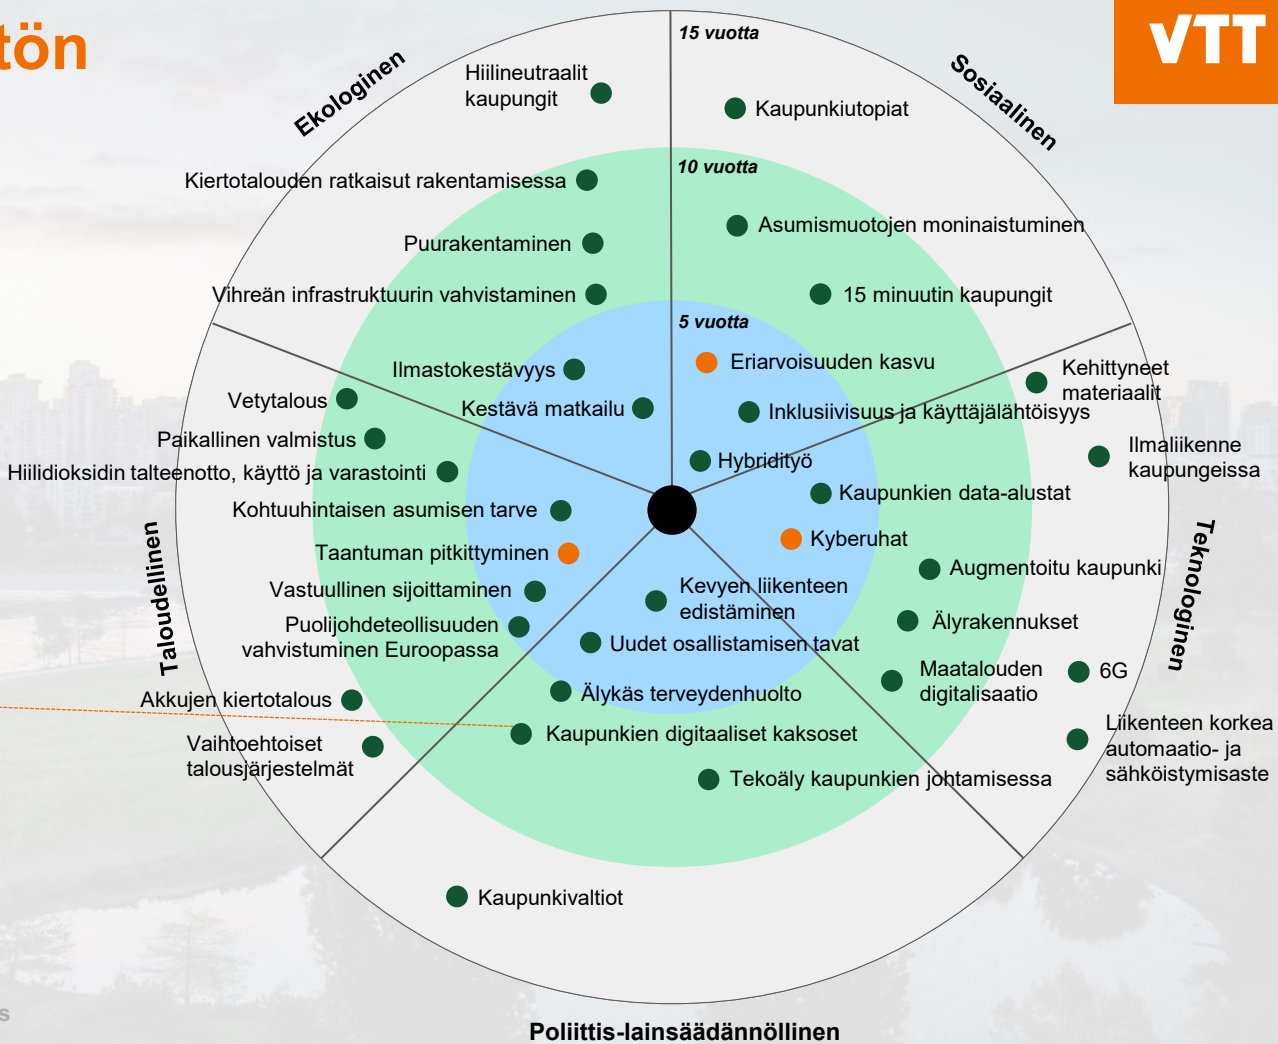 tön
VTT
15 vuotta
Ekologinen
Sosiaalinen
Hiilineutraalit
kaupungit
Kaupunkiutopiat
10 vuotta
Kiertotalouden ratkaisut rakentamisessa
Asumismuotojen moninaistuminen
Puurakentaminen
Vihreän infrastruktuurin vahvistaminen
15 minuutin kaupungit
5 vuotta
Ilmastokestävyys
Eriarvoisuuden kasvu
Kehittyneet
materiaalit
Vetytalous
Kestävä matkailu
Inklusiivisuus ja käyttäjälähtöisyys
Paikallinen valmistus
Ilmaliikenne
kaupungeissa
Hiilidioksidin talteenotto, käyttö ja varastointi
Hybridityö
Kaupunkien data-alustat
Kohtuuhintaisen asumisen tarve
Kyberuhat
Taantuman pitkittyminen
Augmentoitu kaupunki
Taloudellinen
Teknologinen
Vastuullinen sijoittaminen
Kevyen liikenteen
edistäminen
Puolijohdeteollisuuden
vahvistuminen Euroopassa
Älyrakennukset
Uudet osallistamisen tavat
Maatalouden
digitalisaatio
6G
Akkujen kiertotalous
Älykäs terveydenhuolto
Vaihtoehtoiset
talousjärjestelmät
Kaupunkien digitaaliset kaksoset
Liikenteen korkea
automaatio- ja
sähköistymisaste
Tekoäly kaupunkien johtamisessa
Kaupunkivaltiot
s
Poliittis-lainsäädännöllinen